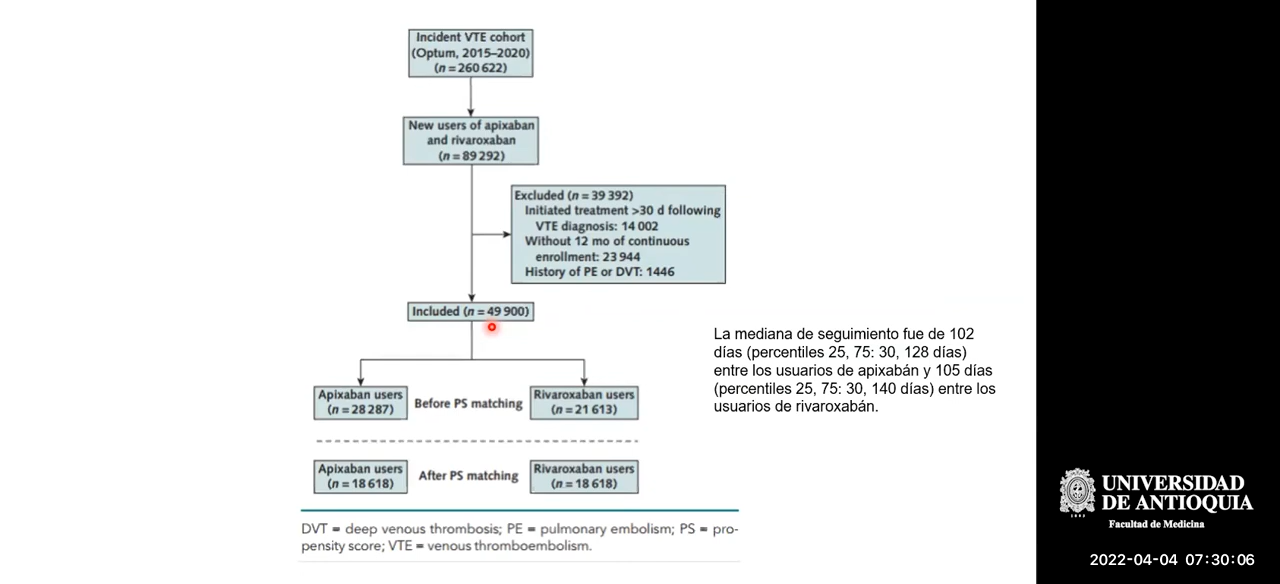 Incident VTE cohort
(Optum, 2015–2020)
(n = 260 622)
New users of apixaban
and rivaroxaban
(n = 89 292)
Excluded (n = 39 392)
Initiated treatment >30 d following
VTE diagnosis: 14 002
Without 12 mo of continuous
enrollment: 23 944
History of PE or DVT: 1446
Included (n = 49 900)
La mediana de seguimiento fue de 102
días (percentiles 25, 75: 30, 128 días)
entre los usuarios de apixabán y 105 días
(percentiles 25, 75: 30, 140 días) entre los
usuarios de rivaroxabán.
Apixaban users
(n = 28 287)
Before PS matching
Rivaroxaban users
(n = 21 613)
Apixaban users
(n = 18 618)
After PS matching
Rivaroxaban users
(n = 18 618)
DVT = deep venous thrombosis; PE = pulmonary embolism; PS = pro-
pensity score; VTE = venous thromboembolism.
UNIVERSIDAD
DE ANTIOQUIA
Facultad de Medicina
2022-04-04 07:30:06